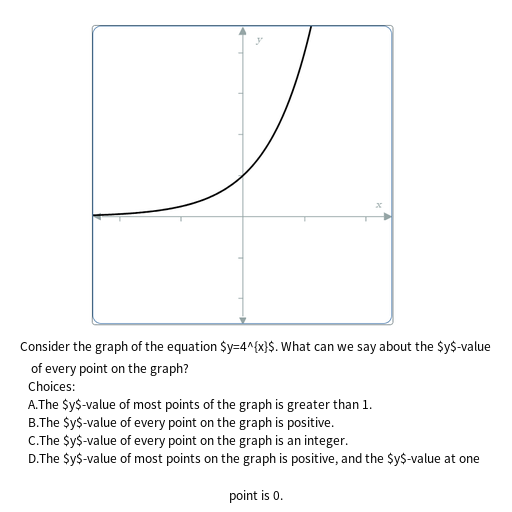 y
x
Consider the graph of the equation $y=4^{x}$. What can we say about the $y$-value
of every point on the graph?
Choices:
A.The $y$-value of most points of the graph is greater than 1.
B.The $y$-value of every point on the graph is positive.
C.The $y$-value of every point on the graph is an integer.
D.The $y$-value of most points on the graph is positive, and the $y$-value at one
point is 0.